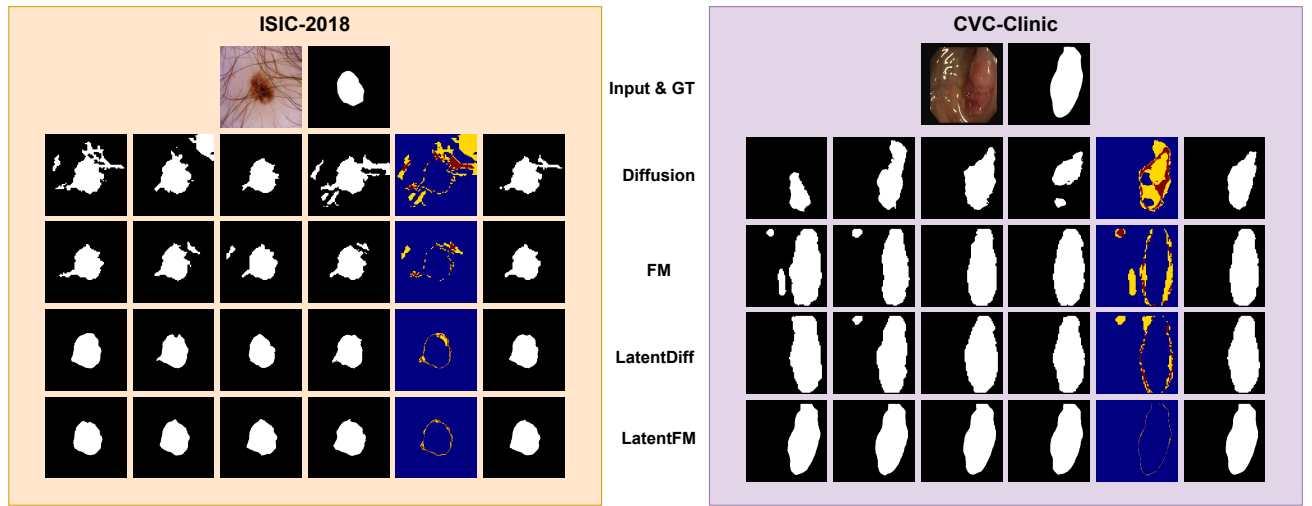 ISIC-2018
CVC-Clinic
Input & GT
Diffusion
FM
LatentDiff
LatentFM